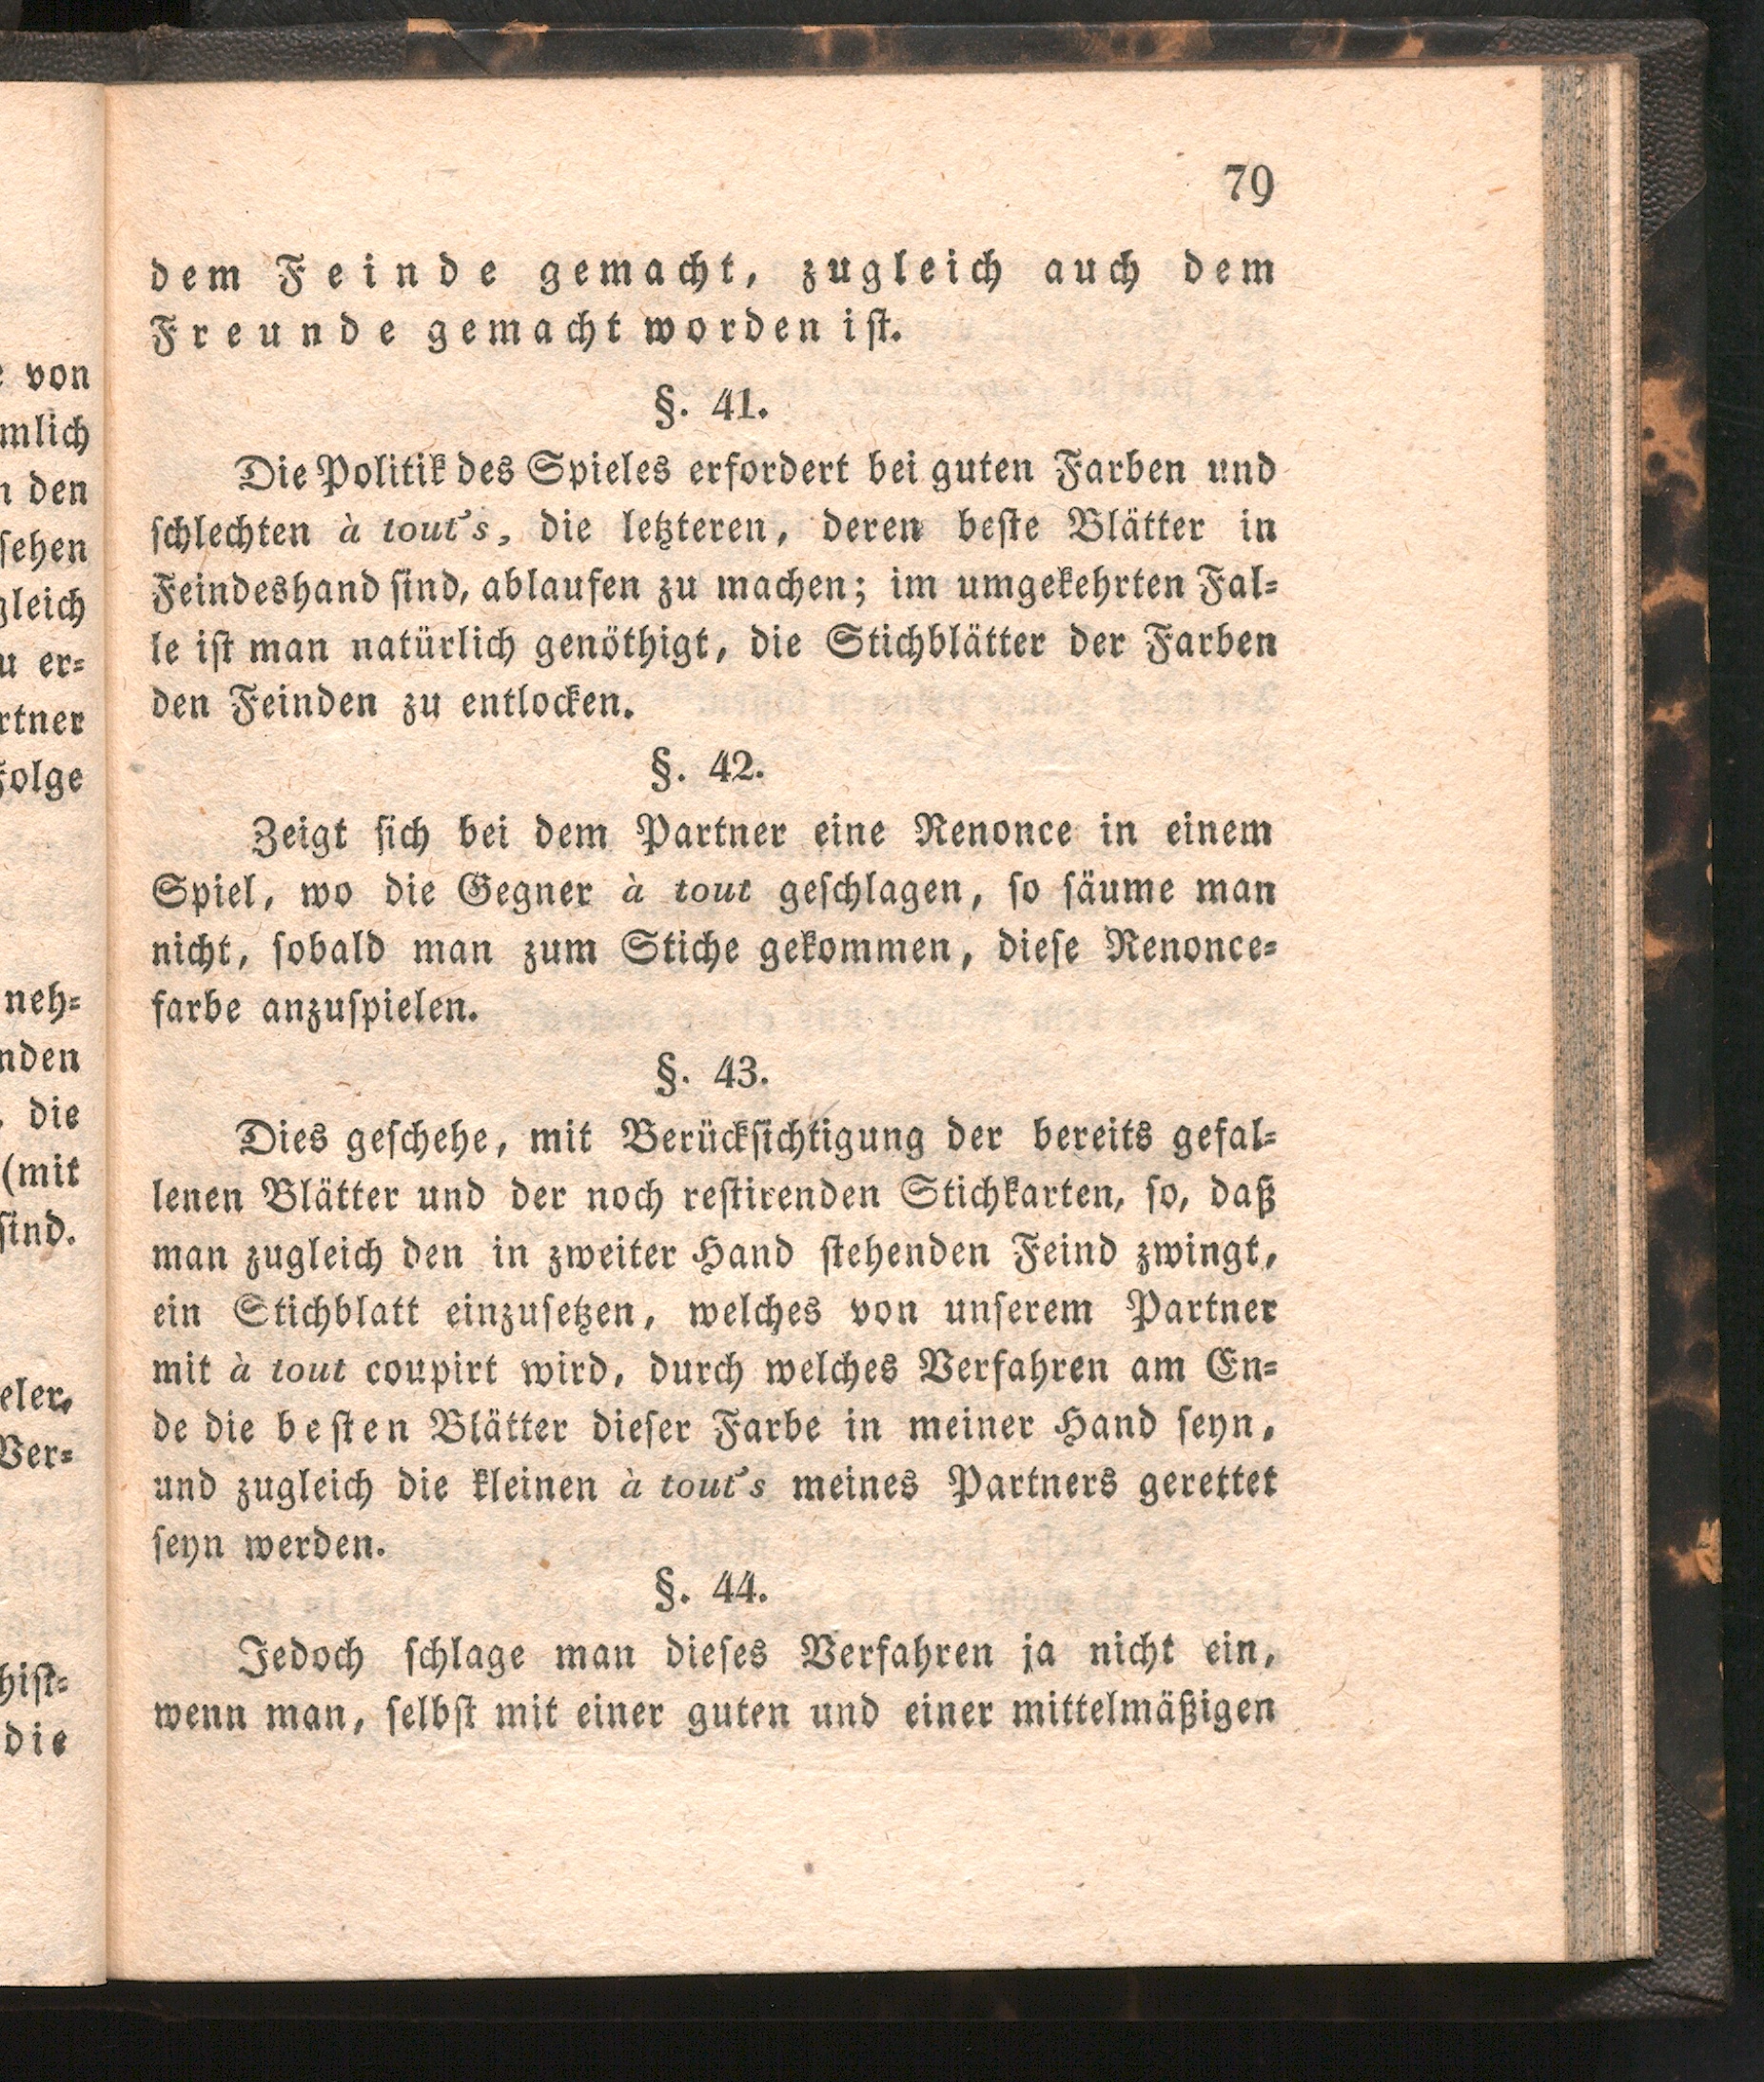 79
dem Feinde gemacht, zugleich auch dem
Freunde gemacht worden ist.
§. 41.
Die Politik des Spieles erfordert bei guten Farben und
schlechten à tout's, die letzteren, deren beste Blätter in
Feindeshand sind, ablaufen zu machen; im umgekehrten Fal-
le ist man natürlich genöthigt, die Stichblätter der Farben
den Feinden zu entlocken.
§. 42.
Zeigt sich bei dem Partner eine Renonce in einem
Spiel, wo die Gegner à tout geschlagen, so säume man
nicht, sobald man zum Stiche gekommen, diese Renonce-
farbe anzuspielen.
§. 43.
Dies geschehe, mit Berücksichtigung der bereits gefal-
lenen Blätter und der noch restirenden Stichkarten, so, daß
man zugleich den in zweiter Hand stehenden Feind zwingt,
ein Stichblatt einzusetzen, welches von unserem Partner
mit à tout coupirt wird, durch welches Verfahren am En-
de die besten Blätter dieser Farbe in meiner Hand seyn,
und zugleich die kleinen à tout's meines Partners gerettet
seyn werden.
§. 44.
Jedoch schlage man dieses Verfahren ja nicht ein,
wenn man, selbst mit einer guten und einer mittelmäßigen